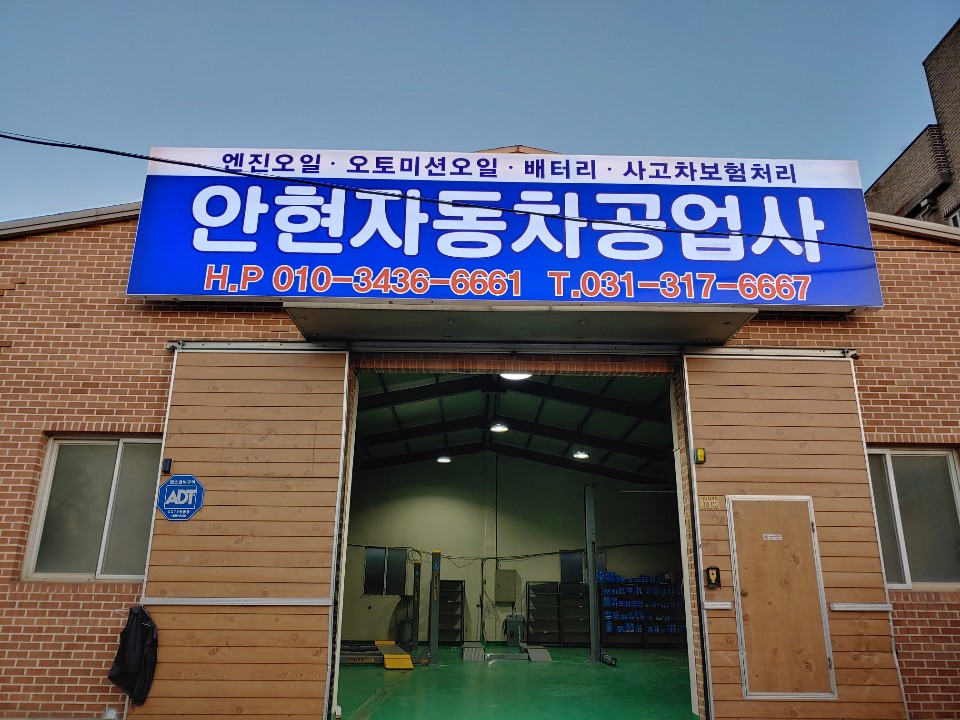 엔진오일 · 오토미션오일 · 배터리 · 사고차보험처리
안현자동차공업사
H.P 010-3436-6661 T.031-317-6667
ADT